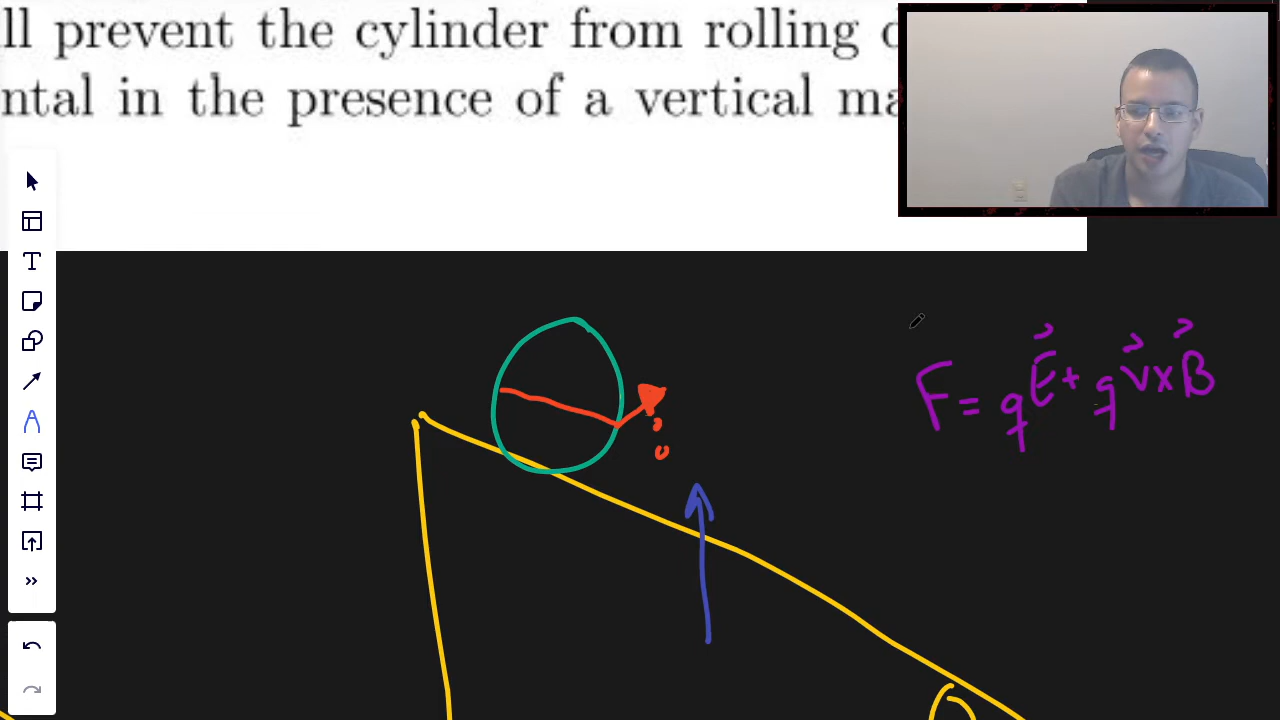 ll prevent the cylinder from rolling
ntal in the presence of a vertical ma
F = qE + qv x B
T